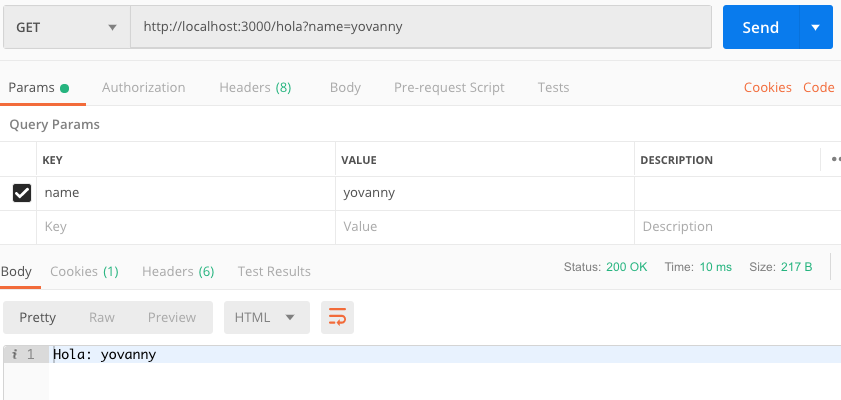 GET http://localhost:3000/hola?name=yovanny Send
Params Authorization Headers (8) Body Pre-request Script Tests Cookies Code
Query Params
KEY VALUE DESCRIPTION
name yovanny
Key Value Description
Body Cookies (1) Headers (6) Test Results Status: 200 OK Time: 10 ms Size: 217 B
Pretty Raw Preview HTML
i 1 Hola: yovanny